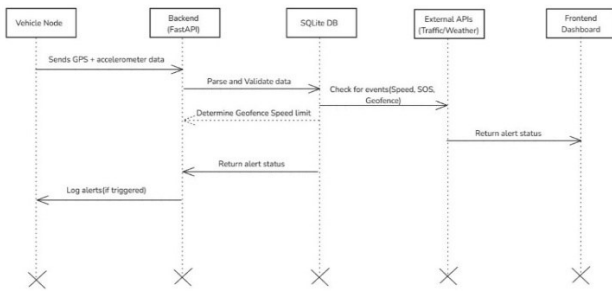 Vehicle Node
Backend
(FastAPI)
SQLite DB
External APIs
(Traffic/Weather)
Frontend
Dashboard
Sends GPS + accelerometer data
Parse and Validate data
Check for events(Speed, SOS,
Geofence)
Determine Geofence Speed limit
Return alert status
Return alert status
Log alerts(if triggered)